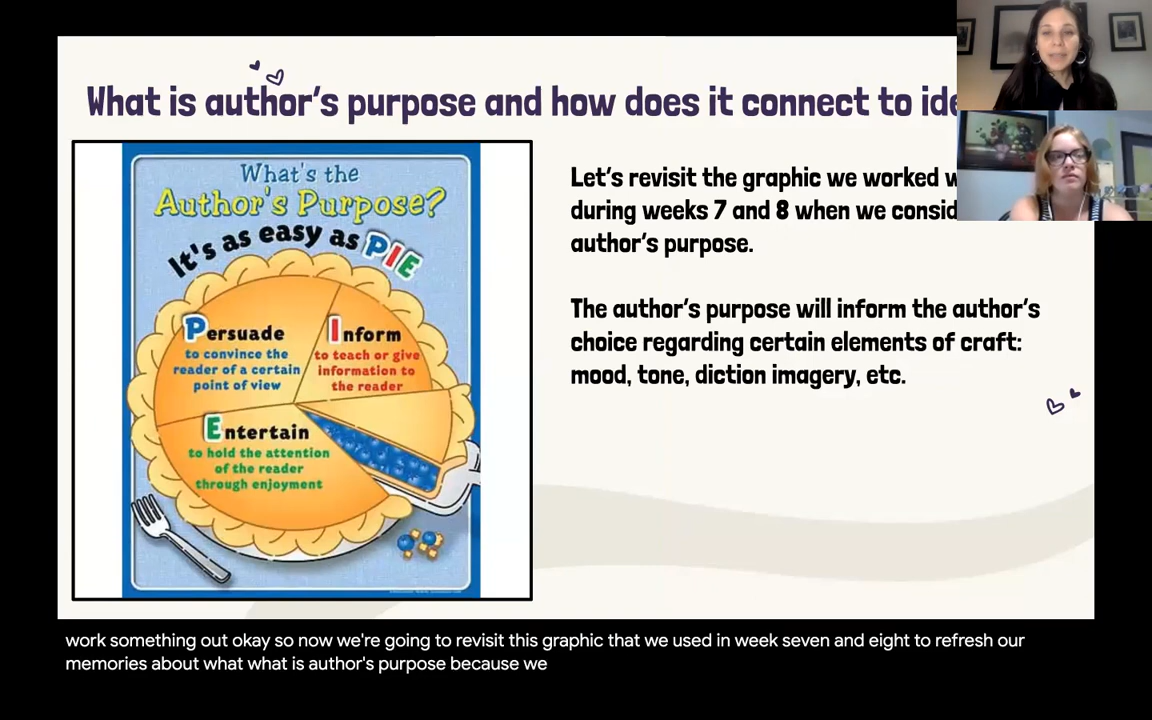 What is author's purpose and how does it connect to ide
What's the
Author's Purpose?
It's as easy as PIE
Persuade
to convince the
reader of a certain
point of view
Inform
to teach or give
information to
the reader
Entertain
to hold the attention
of the reader
through enjoyment
Let's revisit the graphic we worked w
during weeks 7 and 8 when we consid
author's purpose.
The author's purpose will inform the author's
choice regarding certain elements of craft:
mood, tone, diction imagery, etc.
work something out okay so now we're going to revisit this graphic that we used in week seven and eight to refresh our
memories about what what is author's purpose because we